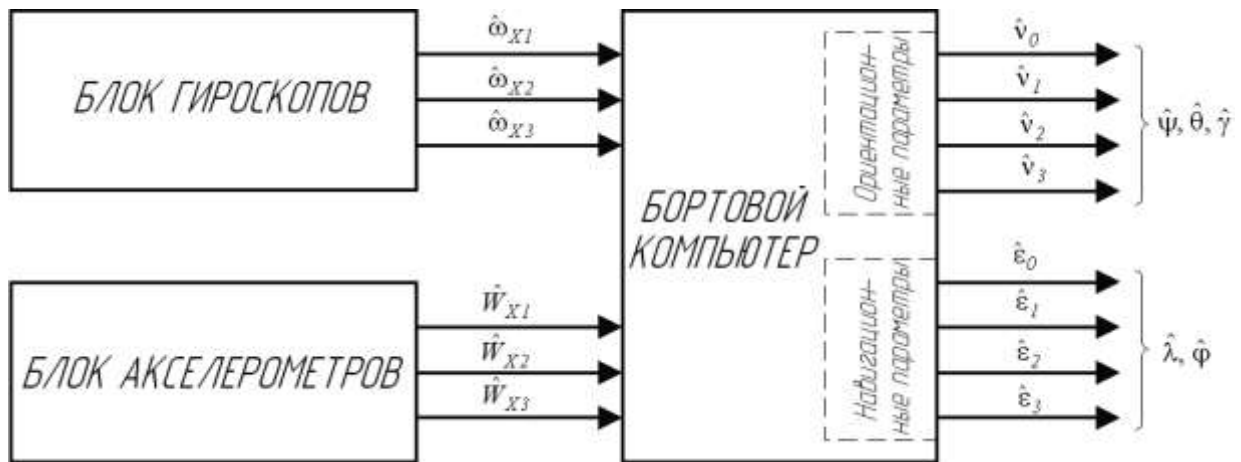 БЛОК ГИРОСКОПОВ
ω̂X1
ω̂X2
ω̂X3
БЛОК АКСЕЛЕРОМЕТРОВ
ŴX1
ŴX2
ŴX3
БОРТОВОЙ
КОМПЬЮТЕР
Ориентацион-
ные параметры
Навигацион-
ные параметры
ν̂0
ν̂1
ν̂2
ν̂3
ψ̂, θ̂, γ̂
ε̂0
ε̂1
ε̂2
ε̂3
λ̂, φ̂